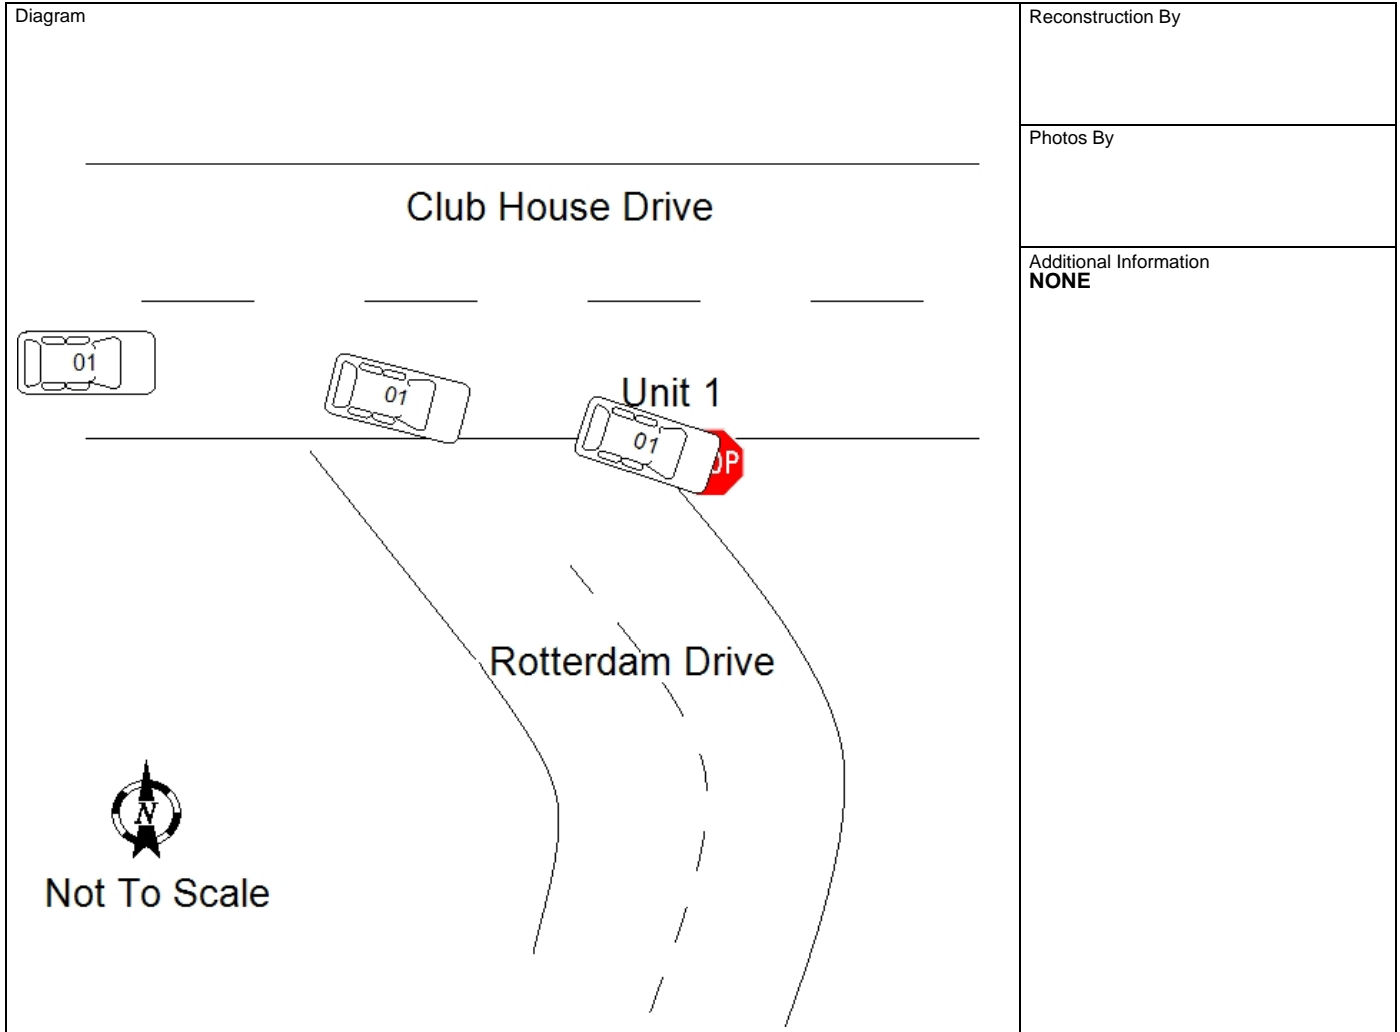 Diagram
Reconstruction By
Photos By
Additional Information
NONE
Club House Drive
01
01
Unit 1
01
OP
Rotterdam Drive
N
Not To Scale